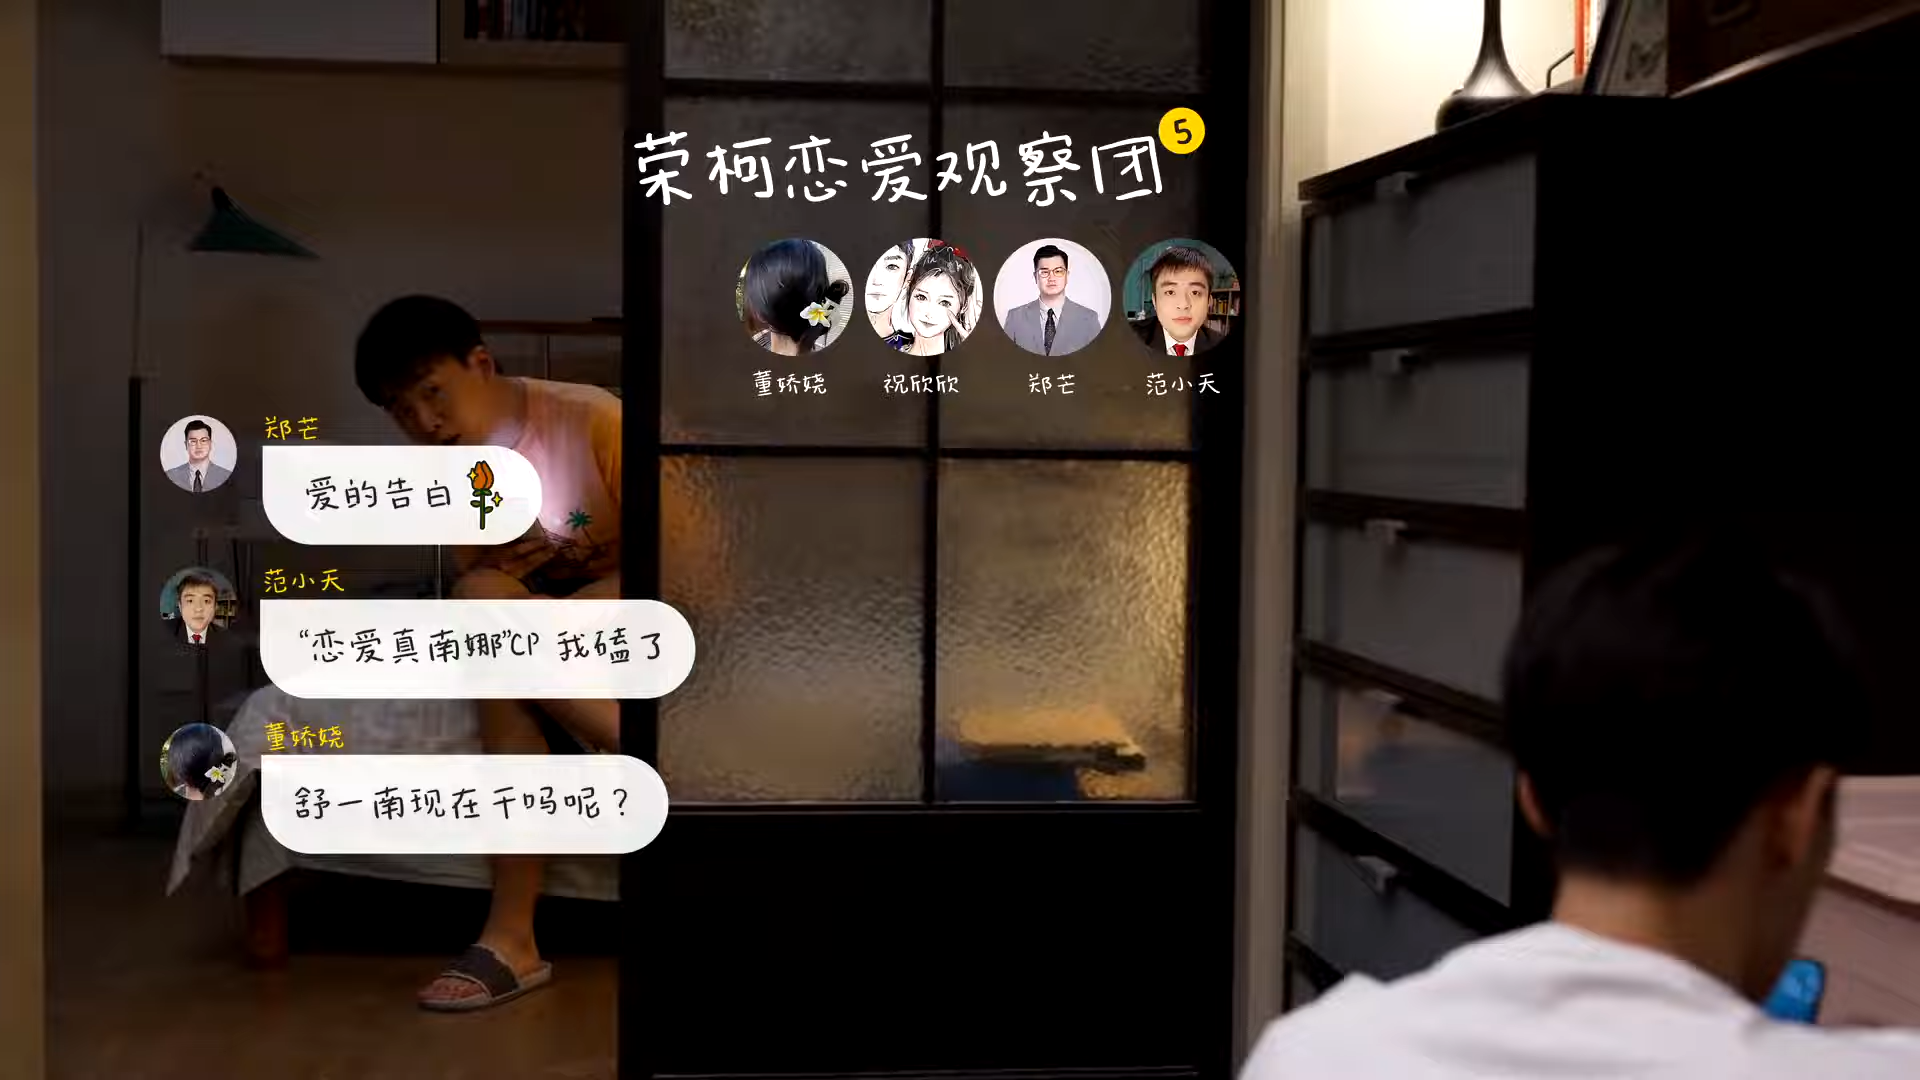 荣柯恋爱观察团
5
董娇娆 祝欣欣 郑芒 范小天
郑芒
爱的告白
范小天
“恋爱真南娜”CP 我磕了
董娇娆
舒一南现在干吗呢？